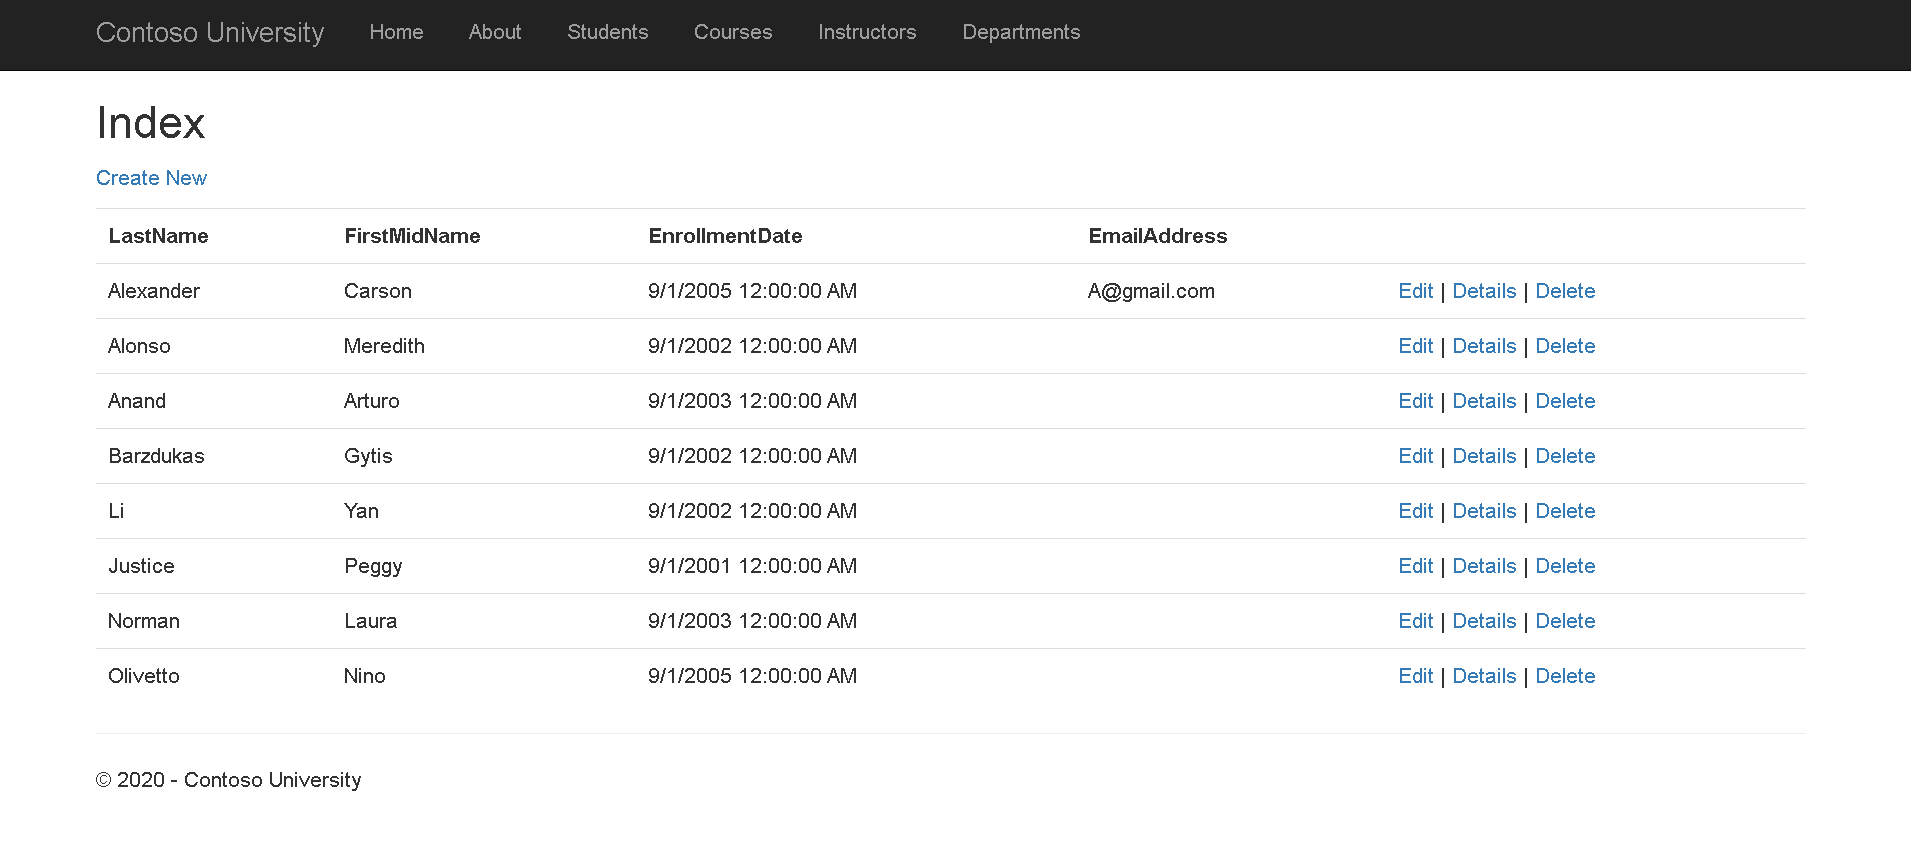 Contoso University Home About Students Courses Instructors Departments
Index
Create New
LastName FirstMidName EnrollmentDate EmailAddress
Alexander Carson 9/1/2005 12:00:00 AM A@gmail.com Edit | Details | Delete
Alonso Meredith 9/1/2002 12:00:00 AM Edit | Details | Delete
Anand Arturo 9/1/2003 12:00:00 AM Edit | Details | Delete
Barzdukas Gytis 9/1/2002 12:00:00 AM Edit | Details | Delete
Li Yan 9/1/2002 12:00:00 AM Edit | Details | Delete
Justice Peggy 9/1/2001 12:00:00 AM Edit | Details | Delete
Norman Laura 9/1/2003 12:00:00 AM Edit | Details | Delete
Olivetto Nino 9/1/2005 12:00:00 AM Edit | Details | Delete
© 2020 - Contoso University